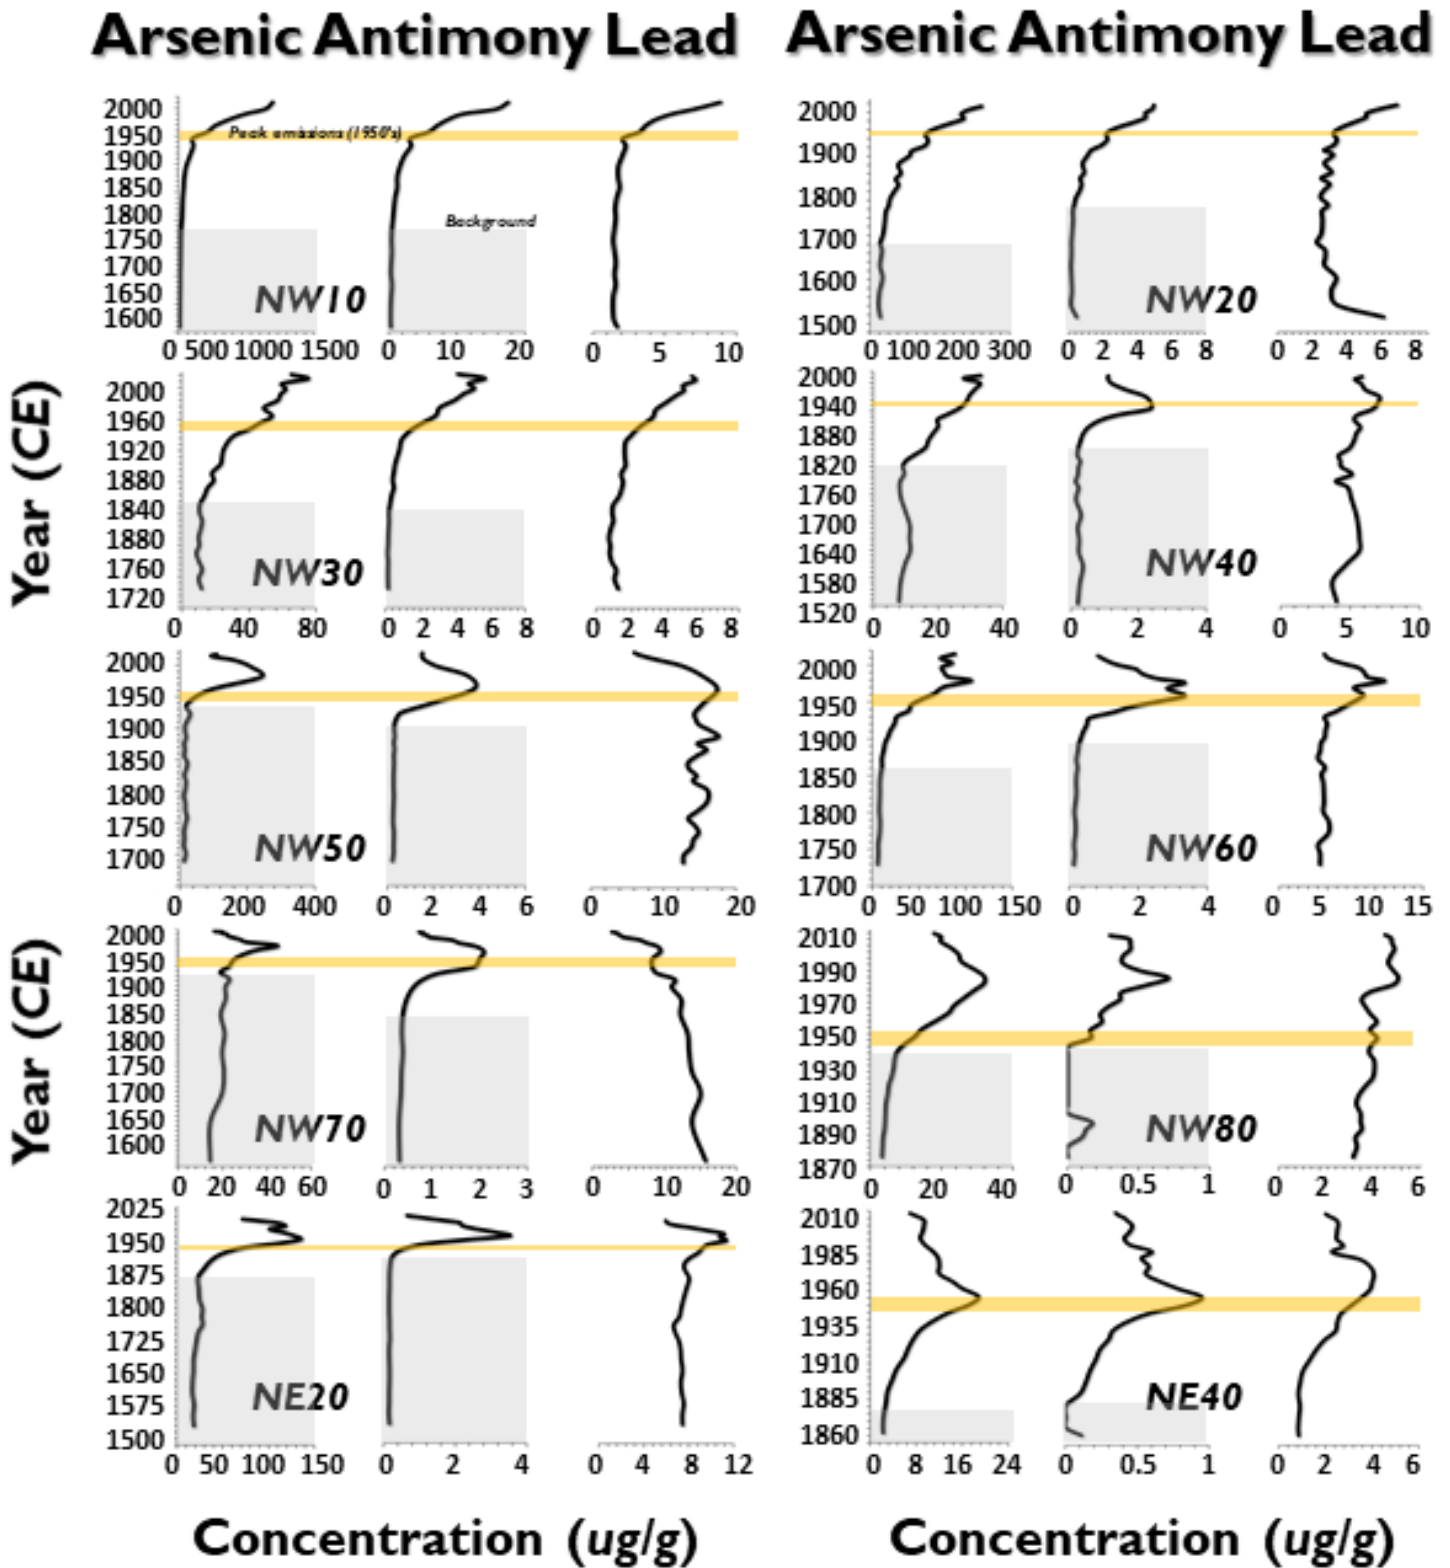 Arsenic Antimony Lead Arsenic Antimony Lead
2000
1950
1900
1850
1800
1750
1700
1650
1600
Peak emissions (1950's)
Background
NW10
0 500 1000 1500
0 10 20
0 5 10
2000
1900
1800
1700
1600
1500
NW20
0 100 200 300
0 2 4 6 8
0 2 4 6 8
2000
1960
1920
1880
1840
1880
1760
1720
NW30
0 40 80
0 2 4 6 8
0 2 4 6 8
2000
1940
1880
1820
1760
1700
1640
1580
1520
NW40
0 20 40
0 2 4
0 5 10
Year (CE)
2000
1950
1900
1850
1800
1750
1700
NW50
0 200 400
0 2 4 6
0 10 20
2000
1950
1900
1850
1800
1750
1700
NW60
0 50 100 150
0 2 4
0 5 10 15
2000
1950
1900
1850
1800
1750
1700
1650
1600
NW70
0 20 40 60
0 1 2 3
0 10 20
2010
1990
1970
1950
1930
1910
1890
1870
NW80
0 20 40
0 0.5 1
0 2 4 6
Year (CE)
2025
1950
1875
1800
1725
1650
1575
1500
NE20
0 50 100 150
0 2 4
0 4 8 12
2010
1985
1960
1935
1910
1885
1860
NE40
0 8 16 24
0 0.5 1
0 2 4 6
Concentration (ug/g) Concentration (ug/g)